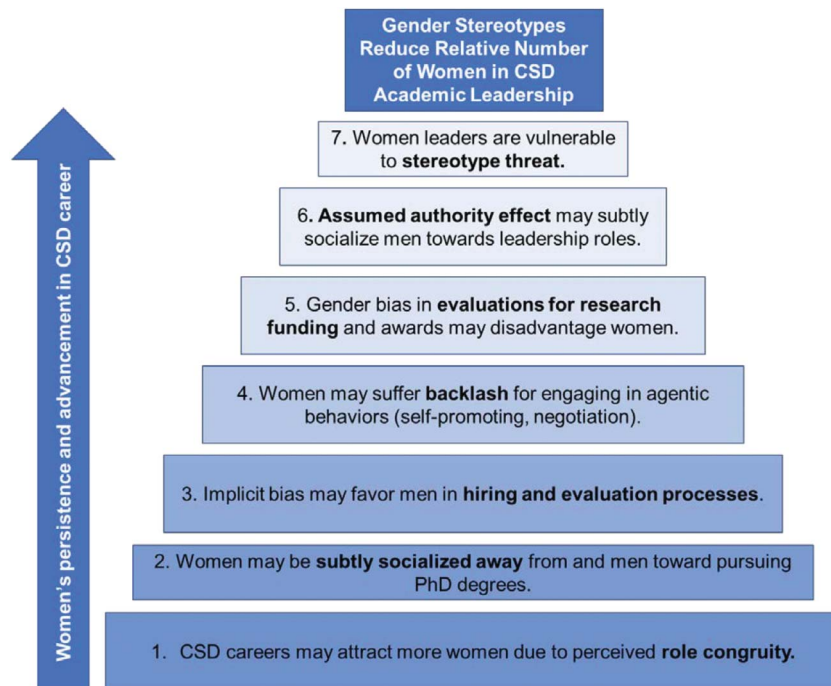 Gender Stereotypes
Reduce Relative Number
of Women in CSD
Academic Leadership
7. Women leaders are vulnerable
to stereotype threat.
6. Assumed authority effect may subtly
socialize men towards leadership roles.
5. Gender bias in evaluations for research
funding and awards may disadvantage women.
4. Women may suffer backlash for engaging in agentic
behaviors (self-promoting, negotiation).
3. Implicit bias may favor men in hiring and evaluation processes.
2. Women may be subtly socialized away from and men toward pursuing
PhD degrees.
1. CSD careers may attract more women due to perceived role congruity.
Women's persistence and advancement in CSD career